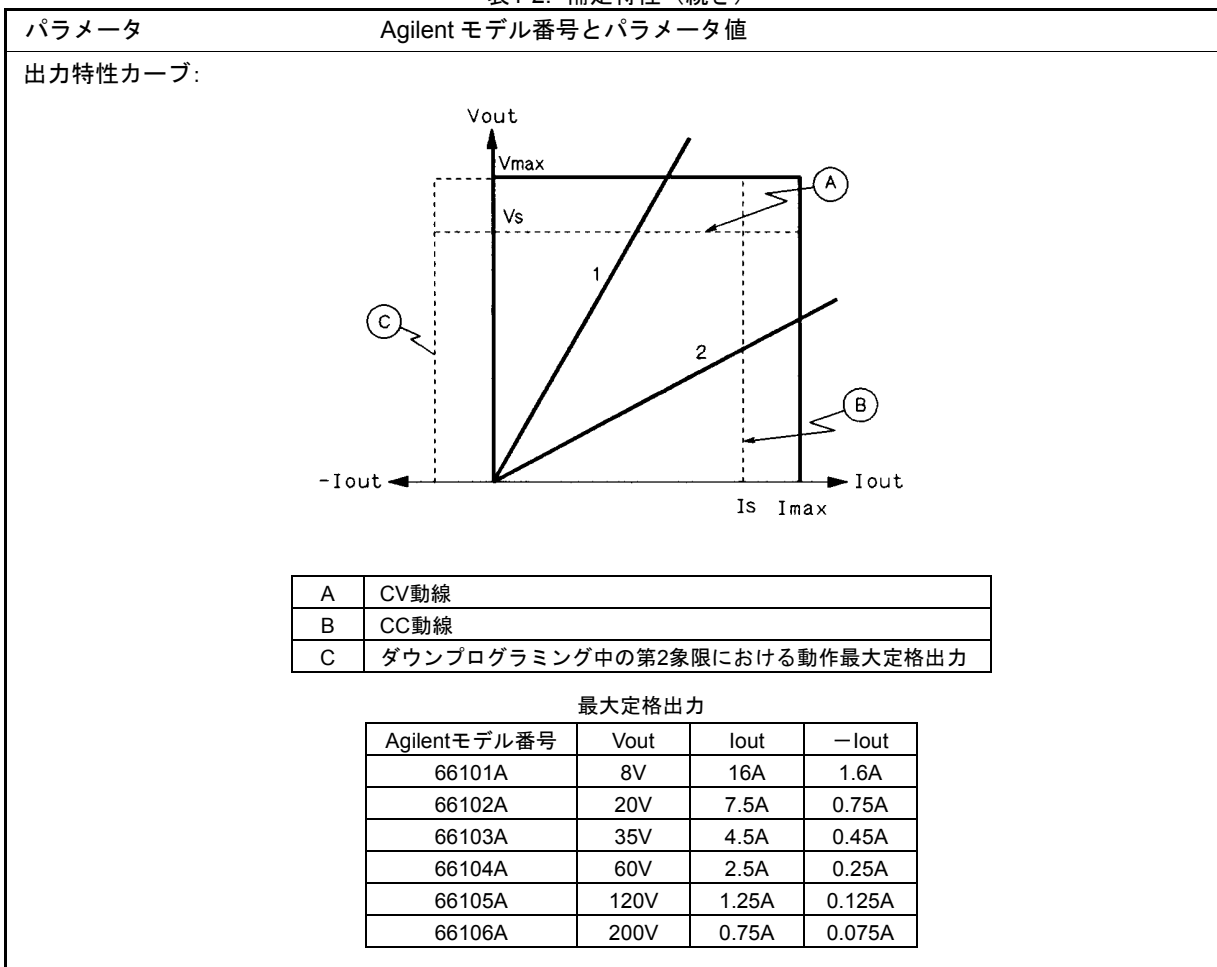 表1-2. 補足特性（続き）
パラメータ Agilent モデル番号とパラメータ値
出力特性カーブ:
Vout
Vmax
A
Vs
1
C
2
B
-Iout
Iout
Is Imax
A CV動線
B CC動線
C ダウンプログラミング中の第2象限における動作最大定格出力
最大定格出力
Agilentモデル番号 Vout Iout －Iout
66101A 8V 16A 1.6A
66102A 20V 7.5A 0.75A
66103A 35V 4.5A 0.45A
66104A 60V 2.5A 0.25A
66105A 120V 1.25A 0.125A
66106A 200V 0.75A 0.075A